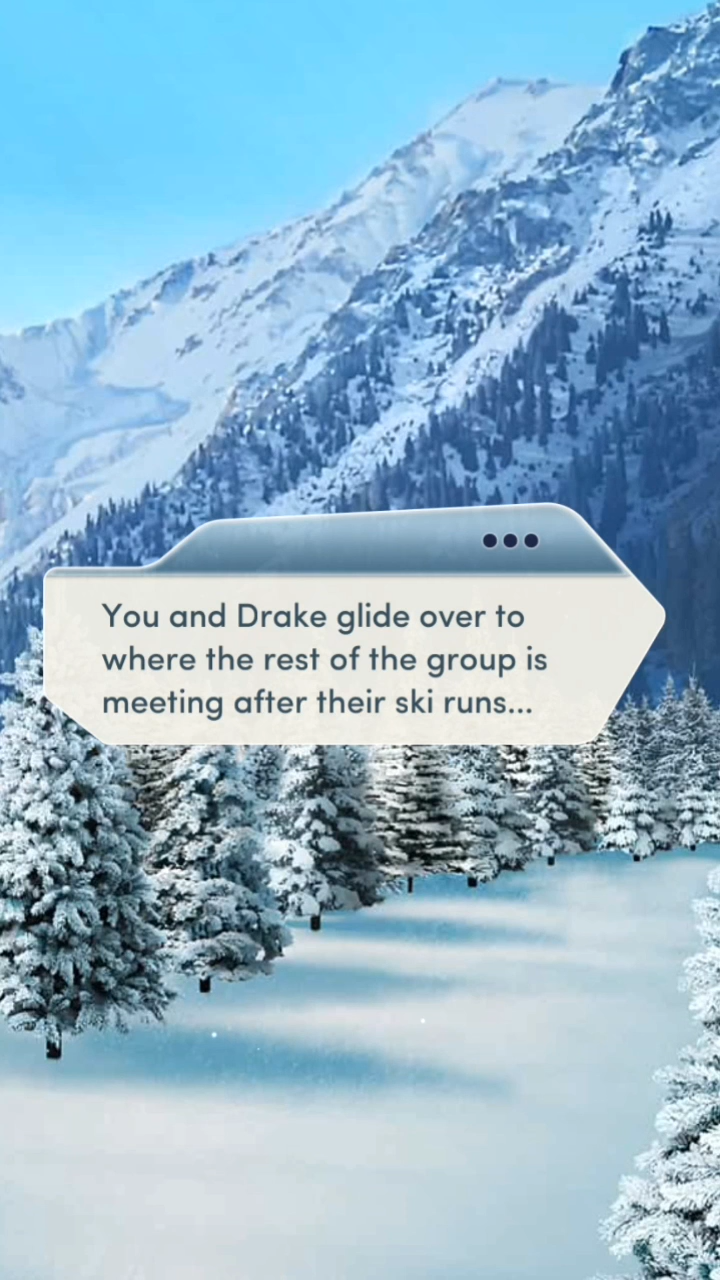 You and Drake glide over to
where the rest of the group is
meeting after their ski runs...